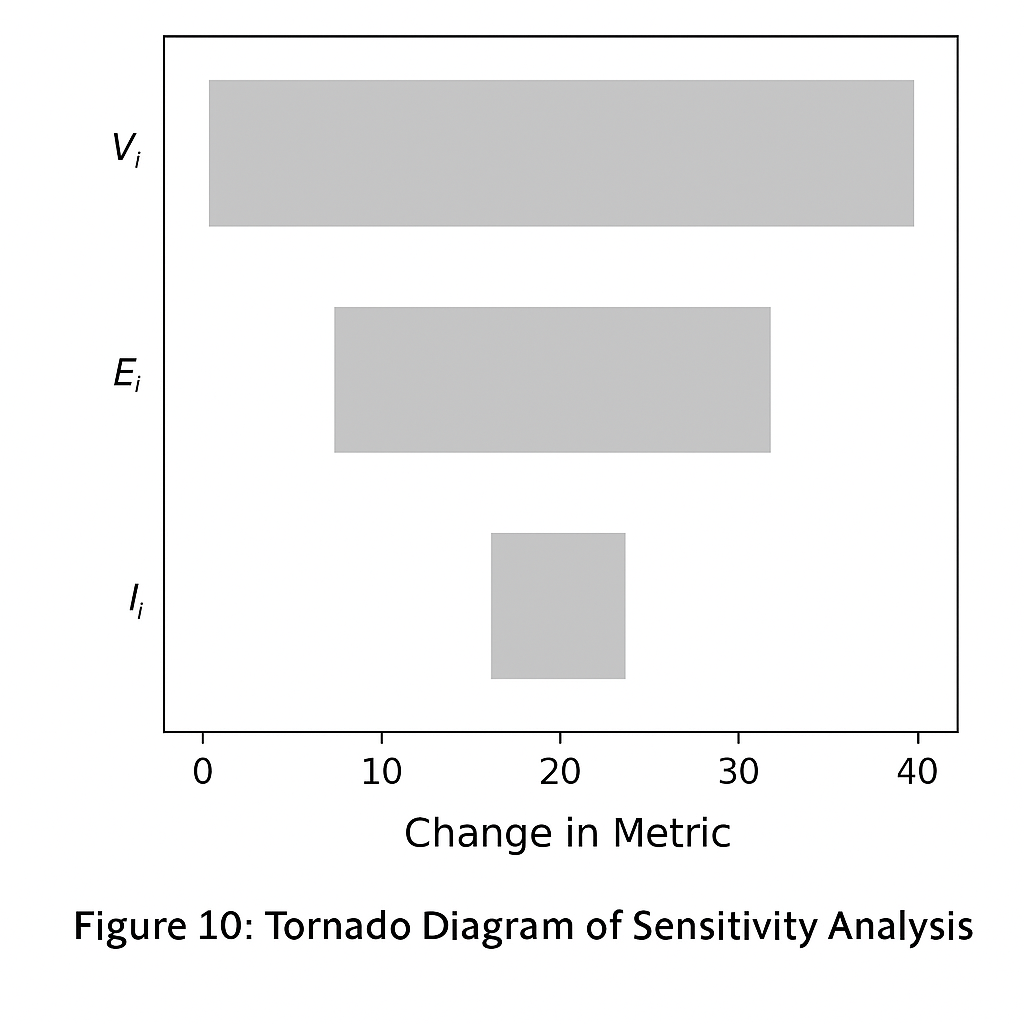 V_i
E_i
I_i
0 10 20 30 40
Change in Metric
Figure 10: Tornado Diagram of Sensitivity Analysis